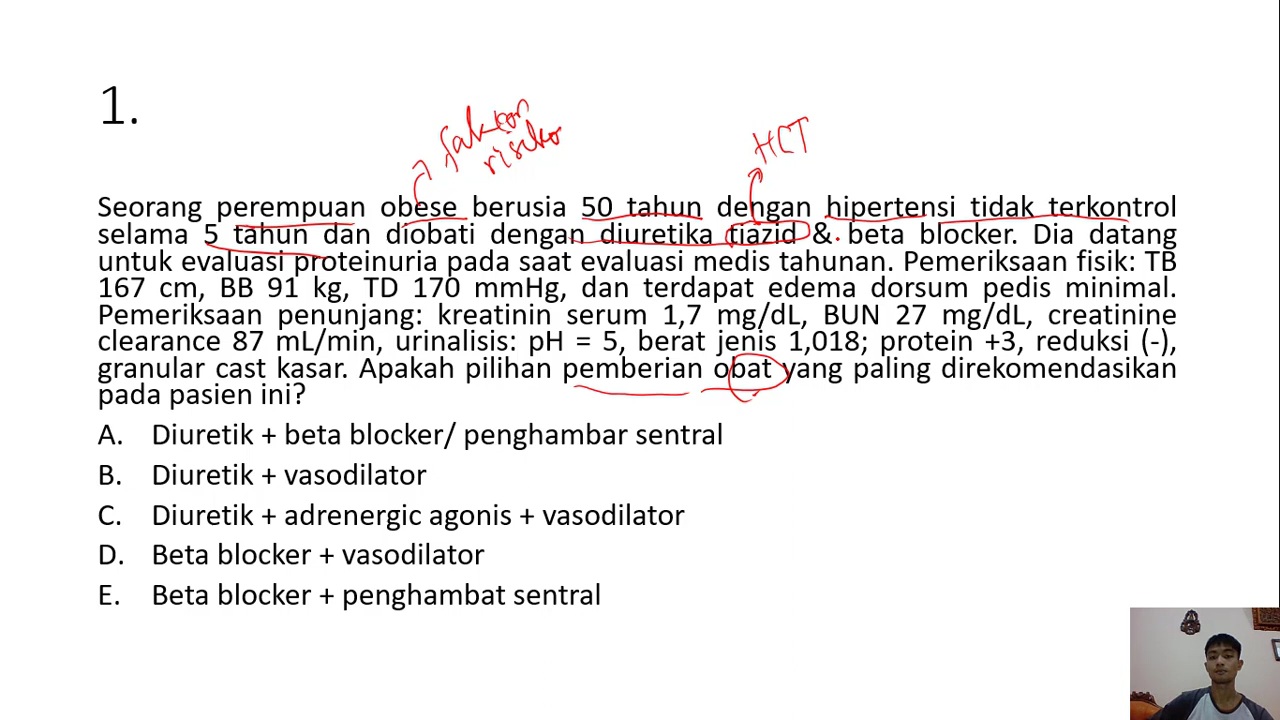 1.
faktor
risiko
HCT
Seorang perempuan obese berusia 50 tahun dengan hipertensi tidak terkontrol
selama 5 tahun dan diobati dengan diuretika tiazid & beta blocker. Dia datang
untuk evaluasi proteinuria pada saat evaluasi medis tahunan. Pemeriksaan fisik: TB
167 cm, BB 91 kg, TD 170 mmHg, dan terdapat edema dorsum pedis minimal.
Pemeriksaan penunjang: kreatinin serum 1,7 mg/dL, BUN 27 mg/dL, creatinine
clearance 87 mL/min, urinalisis: pH = 5, berat jenis 1,018; protein +3, reduksi (-),
granular cast kasar. Apakah pilihan pemberian obat yang paling direkomendasikan
pada pasien ini?
A. Diuretik + beta blocker/ penghambar sentral
B. Diuretik + vasodilator
C. Diuretik + adrenergic agonis + vasodilator
D. Beta blocker + vasodilator
E. Beta blocker + penghambat sentral